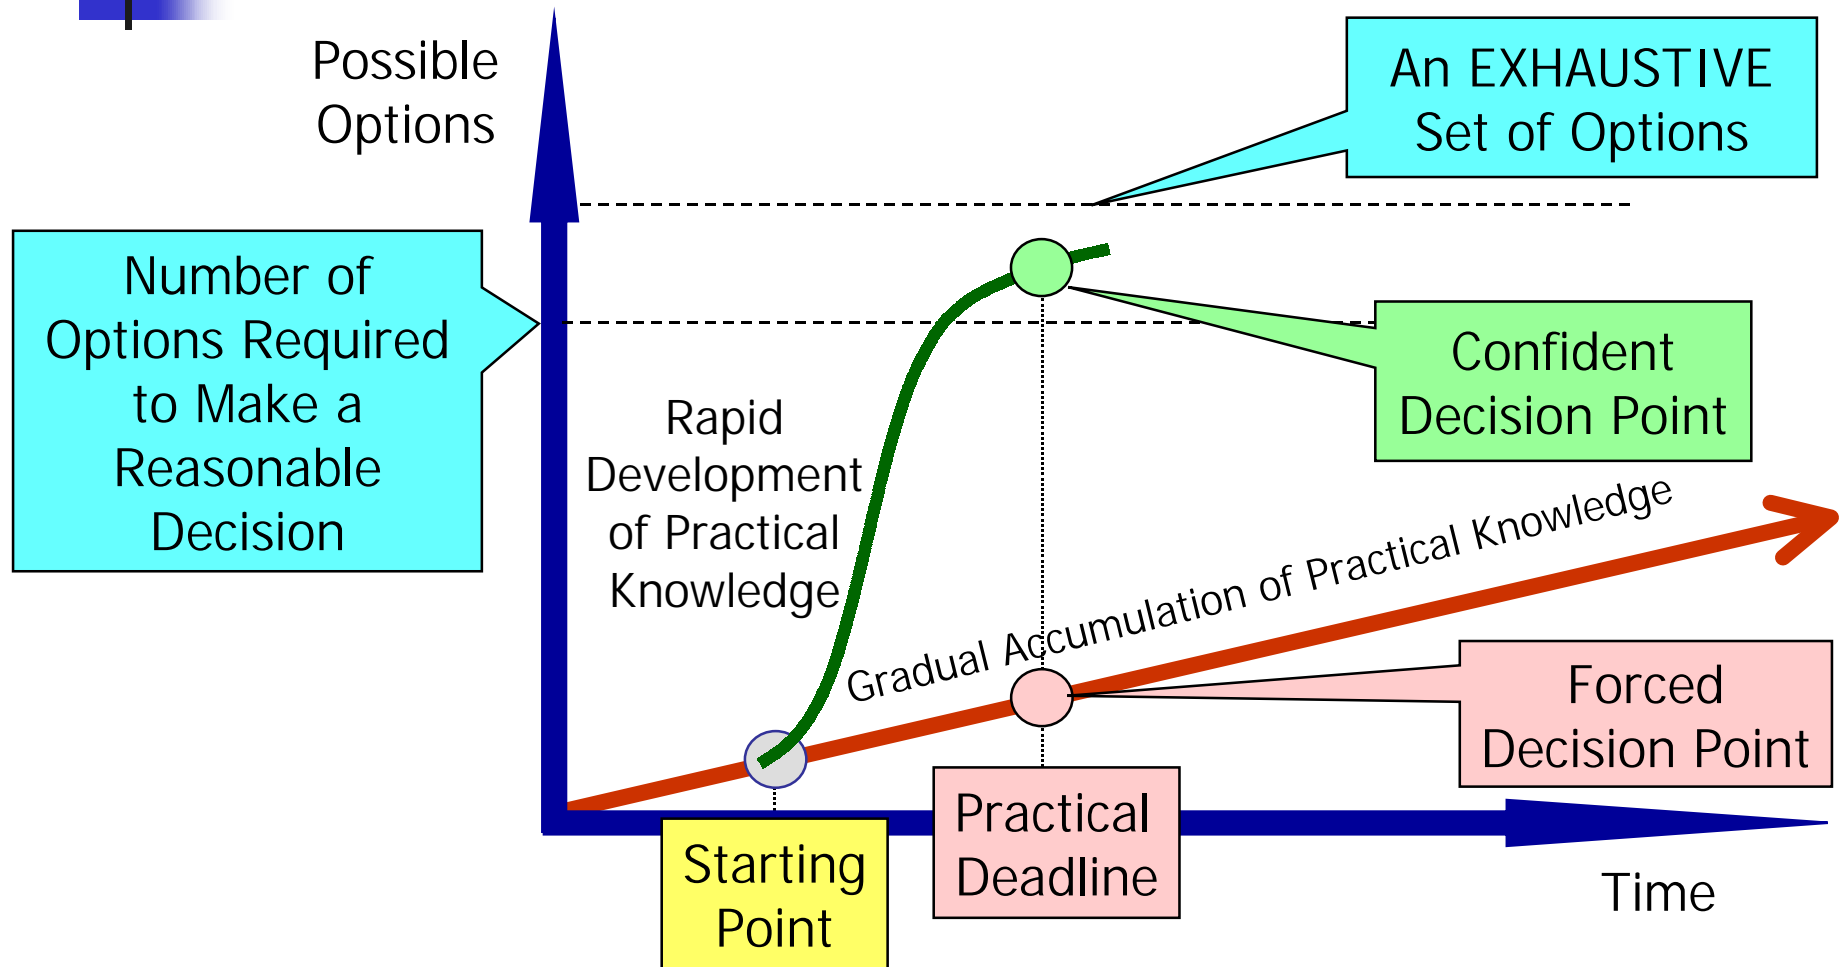 Possible
Options
An EXHAUSTIVE
Set of Options
Number of
Options Required
to Make a
Reasonable
Decision
Confident
Decision Point
Rapid
Development
of Practical
Knowledge
Gradual Accumulation of Practical Knowledge
Forced
Decision Point
Practical
Deadline
Starting
Point
Time